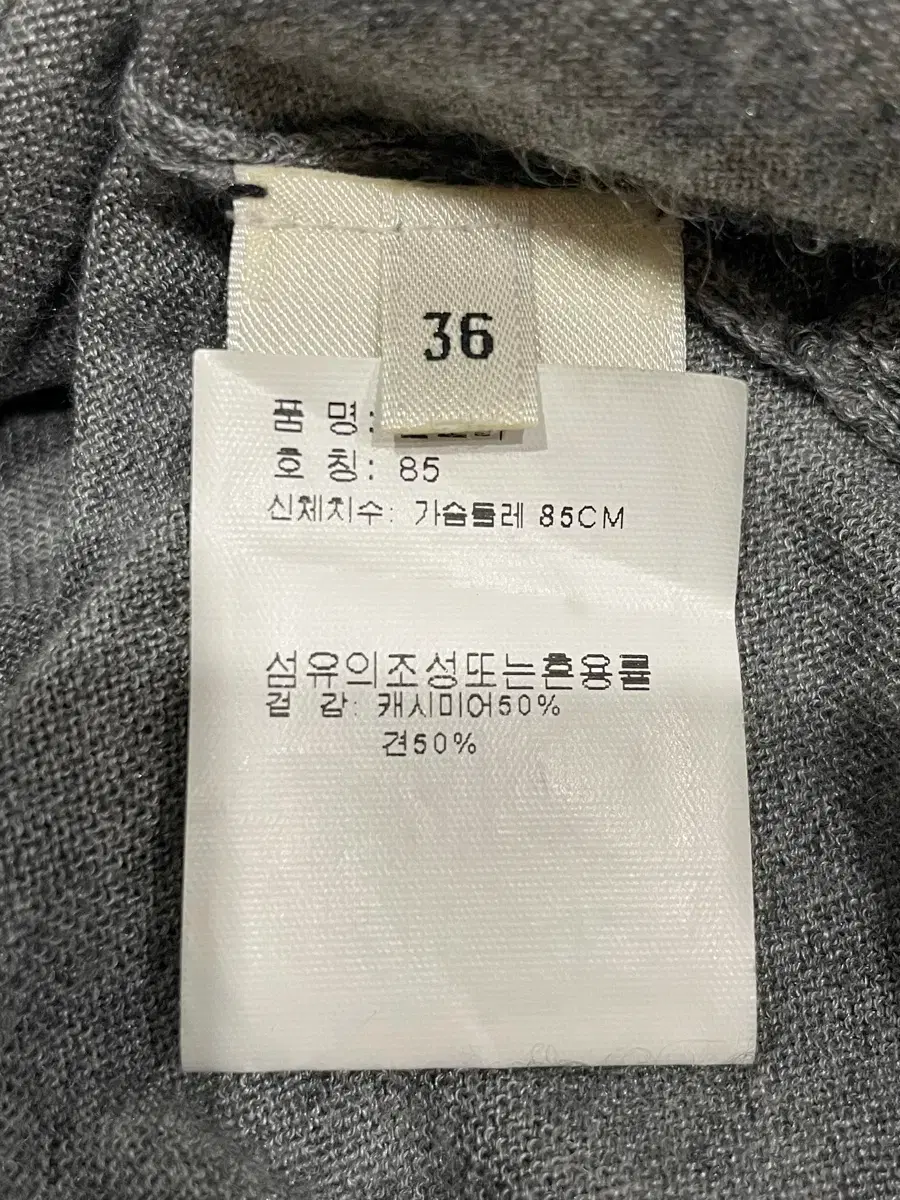 36
품 명:
호 칭: 85
신체치수: 가슴둘레 85CM
섬유의조성또는혼용률
겉 감: 캐시미어50%
견50%